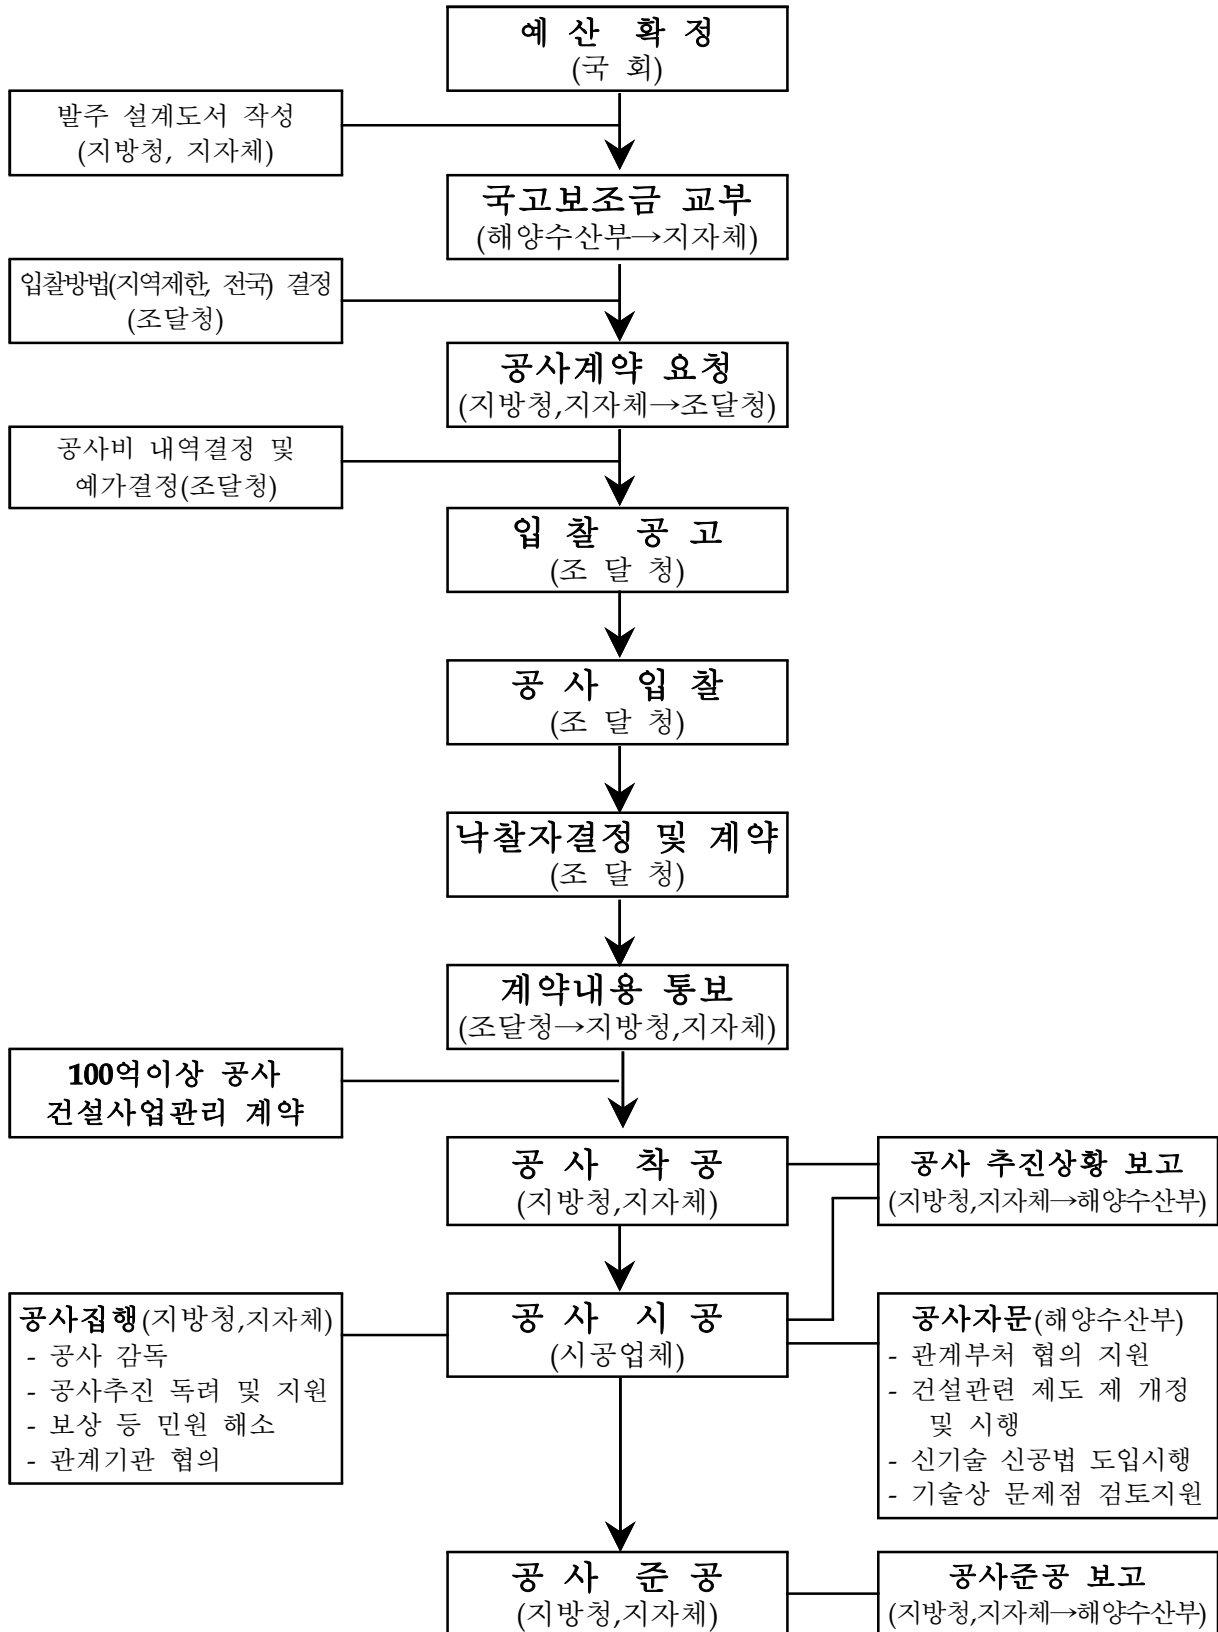 예 산 확 정
(국 회)
발주 설계도서 작성
(지방청, 지자체)
국고보조금 교부
(해양수산부→지자체)
입찰방법(지역제한, 전국) 결정
(조달청)
공사계약 요청
(지방청,지자체→조달청)
공사비 내역결정 및
예가결정(조달청)
입 찰 공 고
(조 달 청)
공 사 입 찰
(조 달 청)
낙찰자결정 및 계약
(조 달 청)
계약내용 통보
(조달청→지방청,지자체)
100억이상 공사
건설사업관리 계약
공 사 착 공
(지방청,지자체)
공사 추진상황 보고
(지방청,지자체→해양수산부)
공사집행(지방청,지자체)
- 공사 감독
- 공사추진 독려 및 지원
- 보상 등 민원 해소
- 관계기관 협의
공 사 시 공
(시공업체)
공사자문(해양수산부)
- 관계부처 협의 지원
- 건설관련 제도 제 개정
및 시행
- 신기술 신공법 도입시행
- 기술상 문제점 검토지원
공 사 준 공
(지방청,지자체)
공사준공 보고
(지방청,지자체→해양수산부)